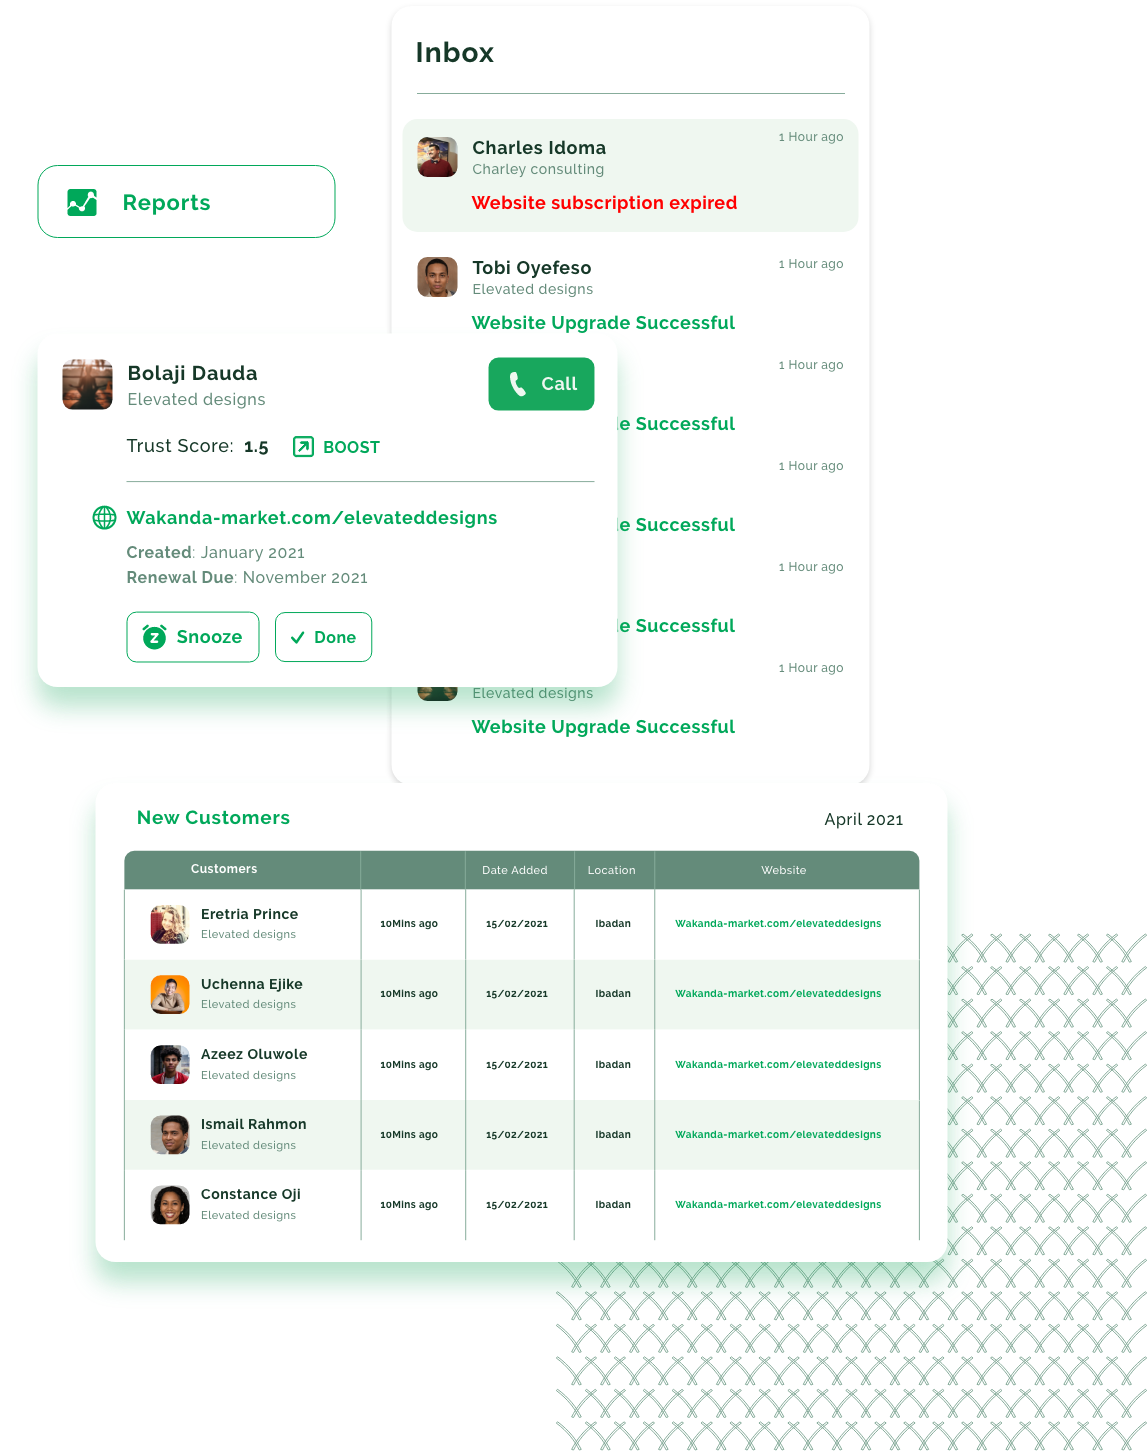 Inbox
1 Hour ago
Charles Idoma
Charley consulting
Website subscription expired
Reports
1 Hour ago
Tobi Oyefeso
Elevated designs
Website Upgrade Successful
1 Hour ago
Successful
1 Hour ago
Successful
1 Hour ago
Successful
1 Hour ago
Elevated designs
Website Upgrade Successful
Bolaji Dauda
Elevated designs
Call
Trust Score: 1.5 BOOST
Wakanda-market.com/elevateddesigns
Created: January 2021
Renewal Due: November 2021
Snooze Done
New Customers April 2021
Customers Date Added Location Website
Eretria Prince
Elevated designs
10Mins ago 15/02/2021 Ibadan Wakanda-market.com/elevateddesigns
Uchenna Ejike
Elevated designs
10Mins ago 15/02/2021 Ibadan Wakanda-market.com/elevateddesigns
Azeez Oluwole
Elevated designs
10Mins ago 15/02/2021 Ibadan Wakanda-market.com/elevateddesigns
Ismail Rahmon
Elevated designs
10Mins ago 15/02/2021 Ibadan Wakanda-market.com/elevateddesigns
Constance Oji
Elevated designs
10Mins ago 15/02/2021 Ibadan Wakanda-market.com/elevateddesigns